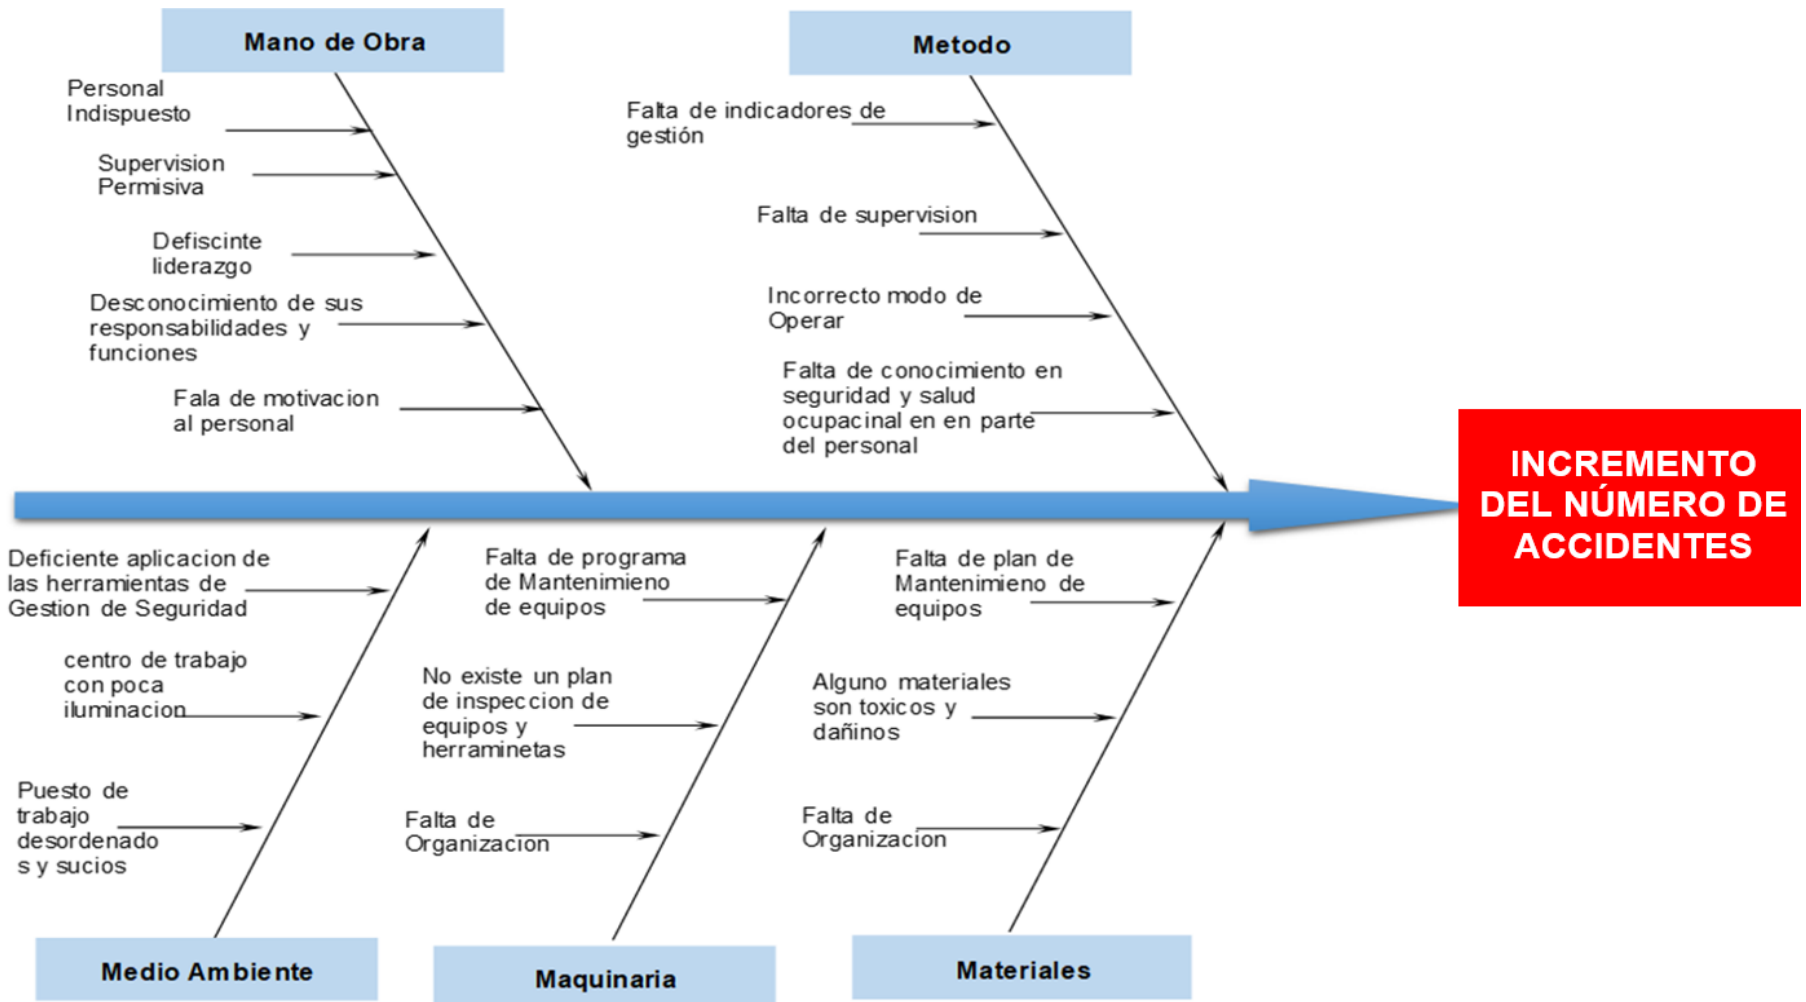 Mano de Obra
Metodo
Personal
Indispuesto
Supervision
Permisiva
Defiscinte
liderazgo
Desconocimiento de sus
responsabilidades y
funciones
Fala de motivacion
al personal
Falta de indicadores de
gestión
Falta de supervision
Incorrecto modo de
Operar
Falta de conocimiento en
seguridad y salud
ocupacinal en en parte
del personal
INCREMENTO
DEL NÚMERO DE
ACCIDENTES
Deficiente aplicacion de
las herramientas de
Gestion de Seguridad
centro de trabajo
con poca
iluminacion
Puesto de
trabajo
desordenado
s y sucios
Falta de programa
de Mantenimieno
de equipos
No existe un plan
de inspeccion de
equipos y
herraminetas
Falta de
Organizacion
Falta de plan de
Mantenimieno de
equipos
Alguno materiales
son toxicos y
dañinos
Falta de
Organizacion
Medio Ambiente
Maquinaria
Materiales